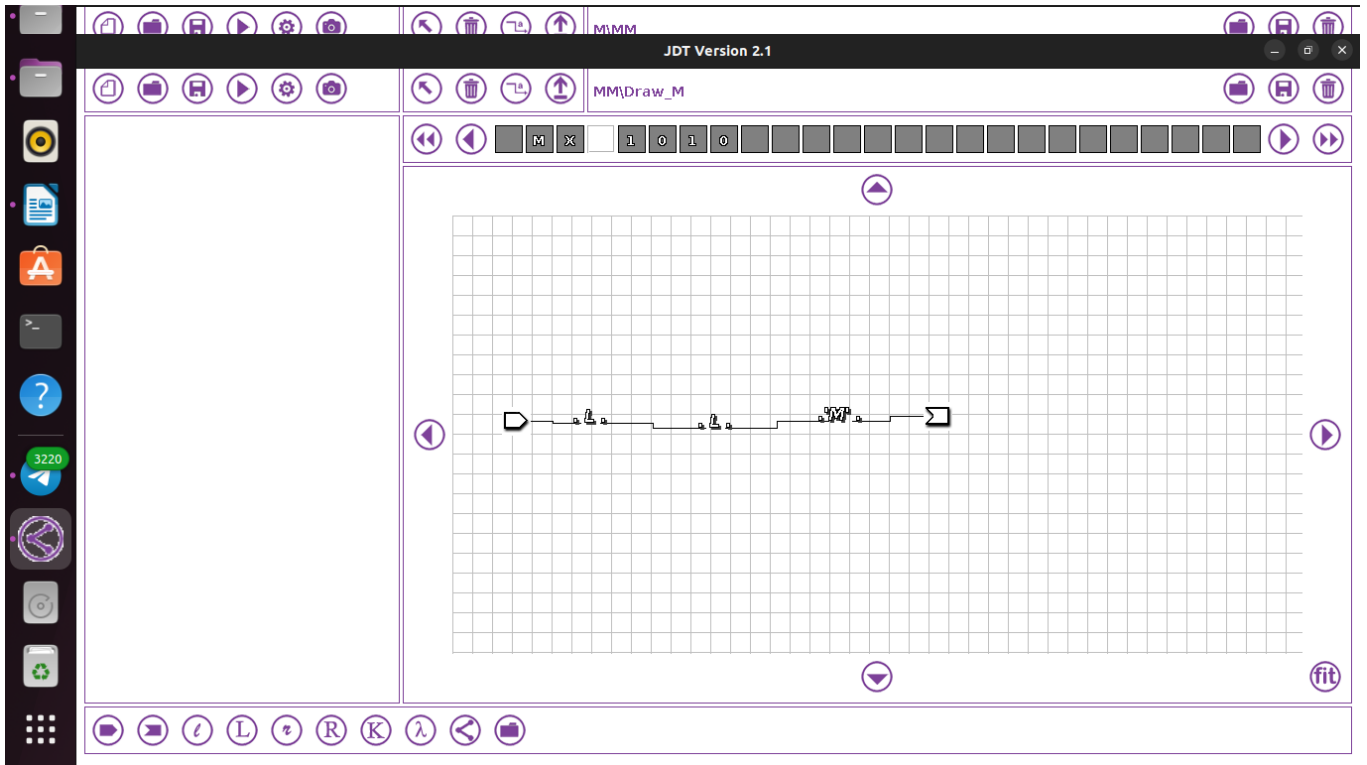 M\MM
JDT Version 2.1
MM\Draw_M
M X 1 0 1 0
.L. .L. "M"
3220
fit
l L r R K λ